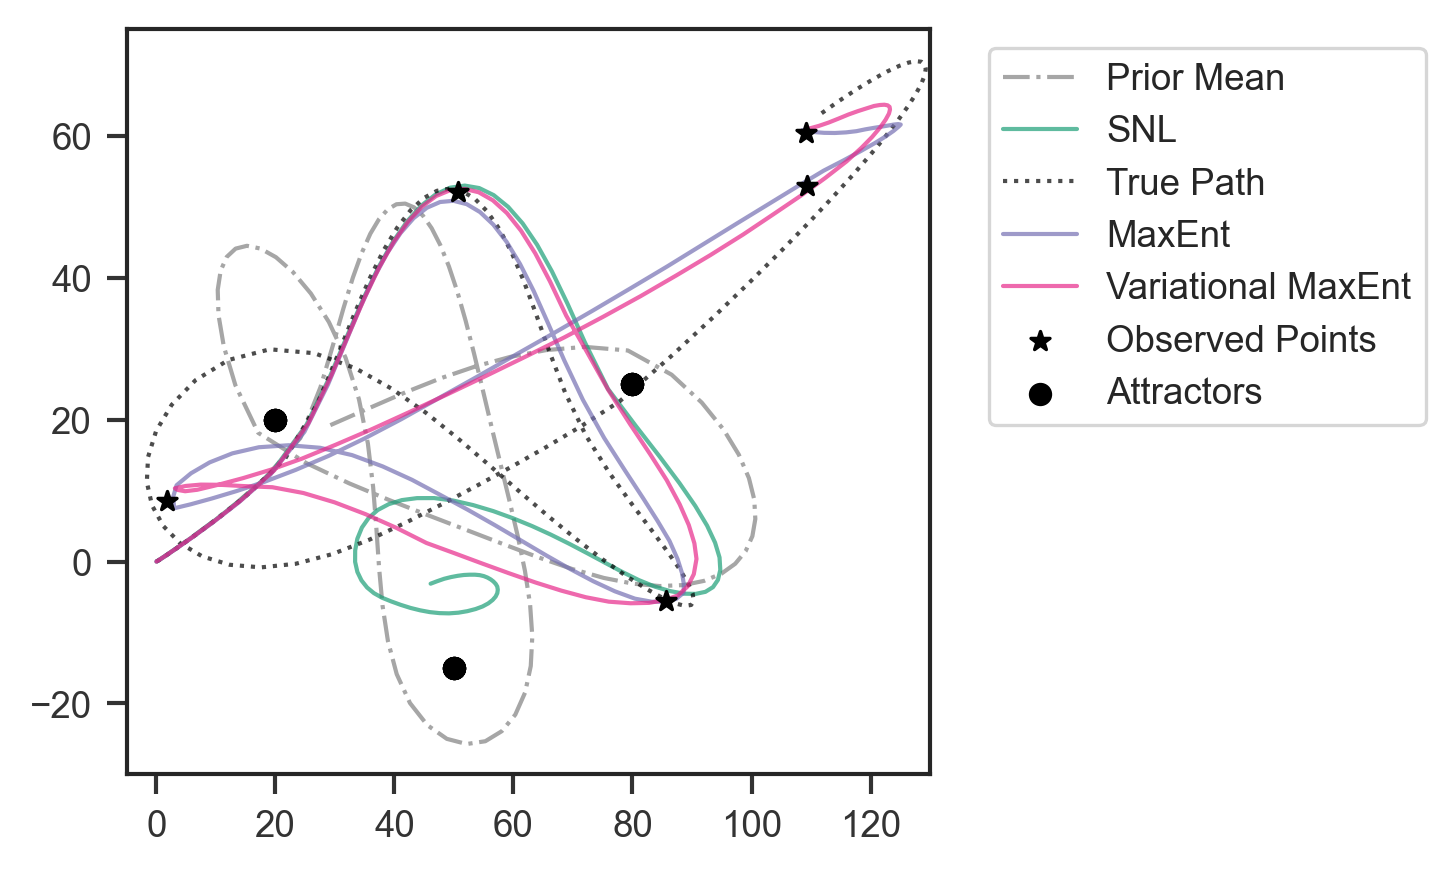 60
40
20
0
−20
0 20 40 60 80 100 120
Prior Mean
SNL
True Path
MaxEnt
Variational MaxEnt
Observed Points
Attractors